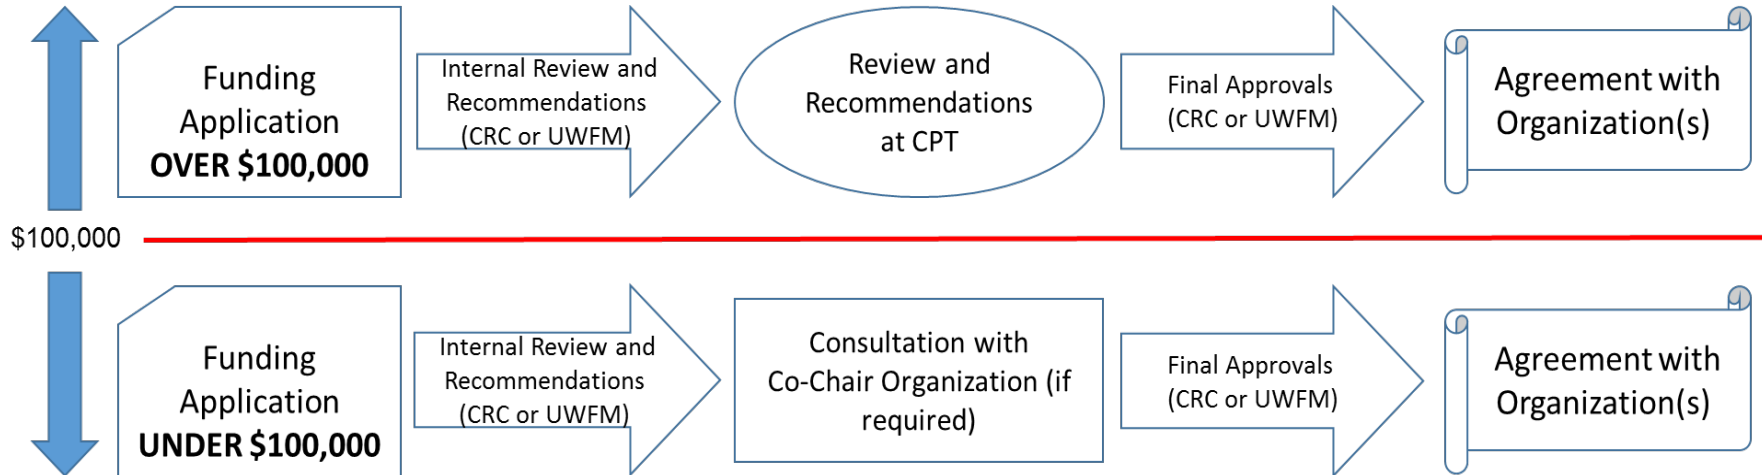 Funding
Application
OVER $100,000
Internal Review and
Recommendations
(CRC or UWFM)
Review and
Recommendations
at CPT
Final Approvals
(CRC or UWFM)
Agreement with
Organization(s)
$100,000
Funding
Application
UNDER $100,000
Internal Review and
Recommendations
(CRC or UWFM)
Consultation with
Co-Chair Organization (if
required)
Final Approvals
(CRC or UWFM)
Agreement with
Organization(s)